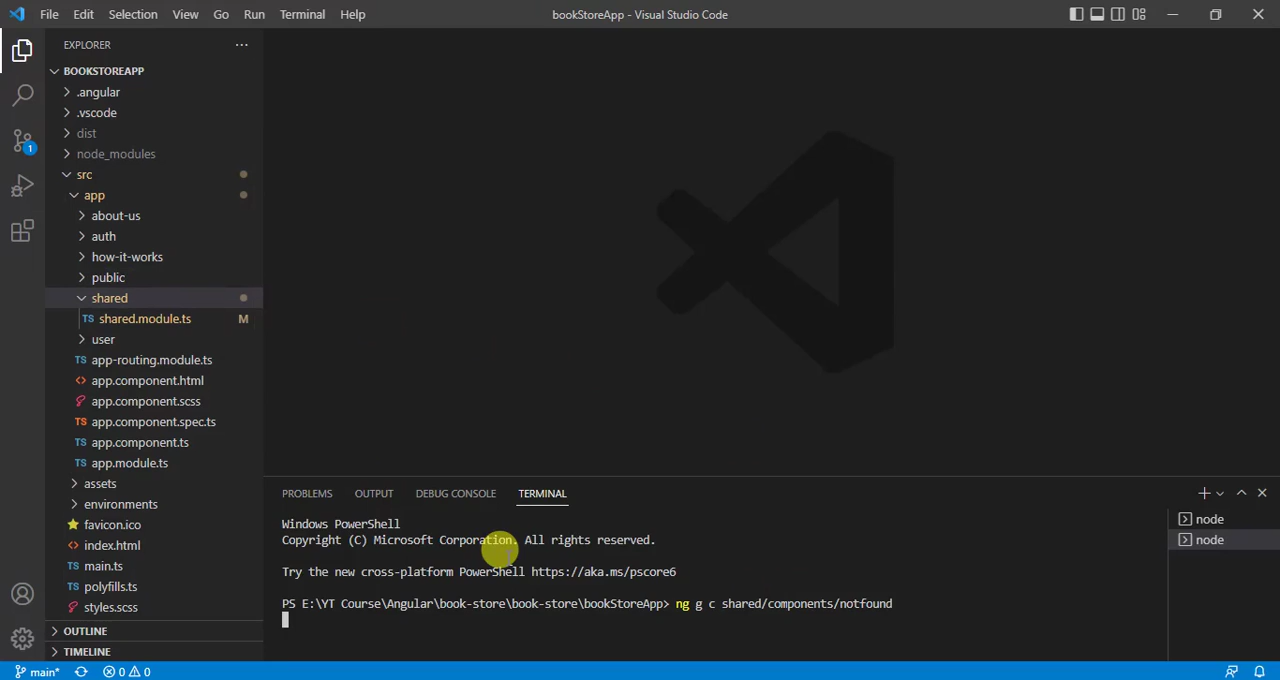 File Edit Selection View Go Run Terminal Help
bookStoreApp - Visual Studio Code
EXPLORER
BOOKSTOREAPP
.angular
.vscode
dist
node_modules
src
app
about-us
auth
how-it-works
public
shared
TS shared.module.ts M
user
TS app-routing.module.ts
app.component.html
app.component.scss
TS app.component.spec.ts
TS app.component.ts
TS app.module.ts
assets
environments
favicon.ico
index.html
TS main.ts
TS polyfills.ts
styles.scss
OUTLINE
TIMELINE
1
PROBLEMS OUTPUT DEBUG CONSOLE TERMINAL
Windows PowerShell
Copyright (C) Microsoft Corporation. All rights reserved.
Try the new cross-platform PowerShell https://aka.ms/pscore6
PS E:\YT Course\Angular\book-store\book-store\bookStoreApp> ng g c shared/components/notfound
node
node
main* 0 0